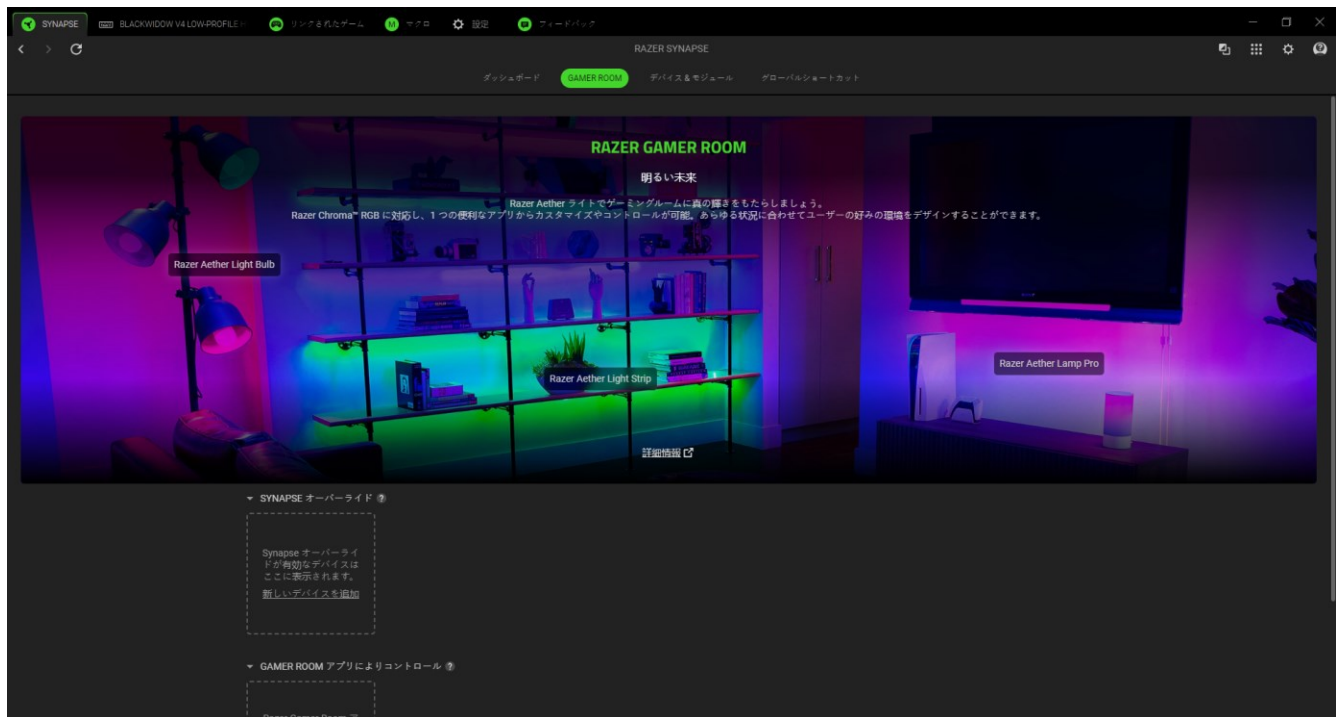 SYNAPSE
BLACKWIDOW V4 LOW-PROFILE
リンクされたゲーム
マクロ
設定
フィードバック
RAZER SYNAPSE
ダッシュボード
GAMER ROOM
デバイス＆モジュール
グローバルショートカット
RAZER GAMER ROOM
明るい未来
Razer Aether ライトでゲーミングルームに真の輝きをもたらしましょう。
Razer Chroma™ RGB に対応し、1 つの便利なアプリからカスタマイズやコントロールが可能。あらゆる状況に合わせてユーザーの好みの環境をデザインすることができます。
Razer Aether Light Bulb
Razer Aether Light Strip
Razer Aether Lamp Pro
詳細情報
SYNAPSE オーバーライド
Synapse オーバーライ
ドが有効なデバイスは
ここに表示されます。
新しいデバイスを追加
GAMER ROOM アプリによりコントロール
Razer Gamer Room ア